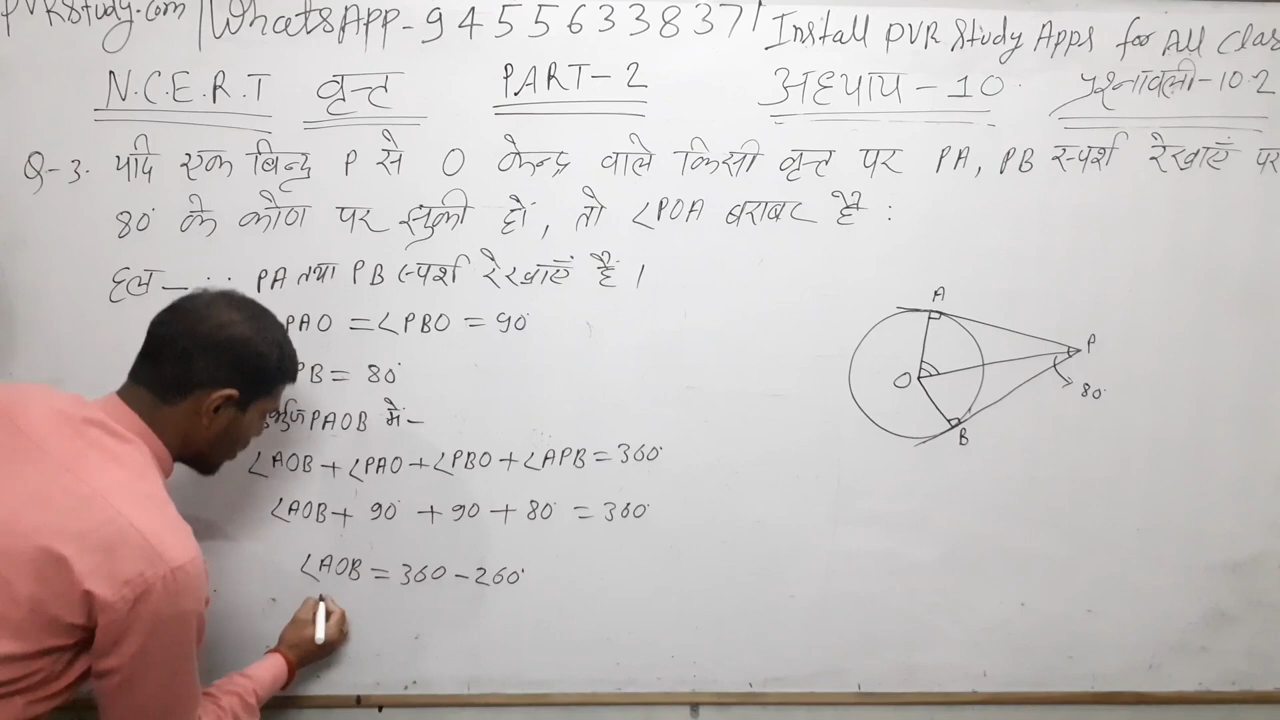 PVRStudy.com | WhatsApp-9455633837 | Install PVR Study Apps for All Clas
N.C.E.R.T वृत्त PART-2 अध्याय-10 प्रश्नावली-10.2
Q-3. यदि एक बिन्दु P से O केन्द्र वाले किसी वृत्त पर PA, PB स्पर्श रेखाएँ पर
80° के कोण पर झुकी हों, तो ∠POA बराबर है :
हल- ∵ PA तथा PB स्पर्श रेखाएँ हैं।
PAO = ∠PBO = 90°
PB = 80°
PAOB में-
∠AOB + ∠PAO + ∠PBO + ∠APB = 360°
∠AOB + 90° + 90 + 80° = 360°
∠AOB = 360 - 260°
A
P
O
80°
B